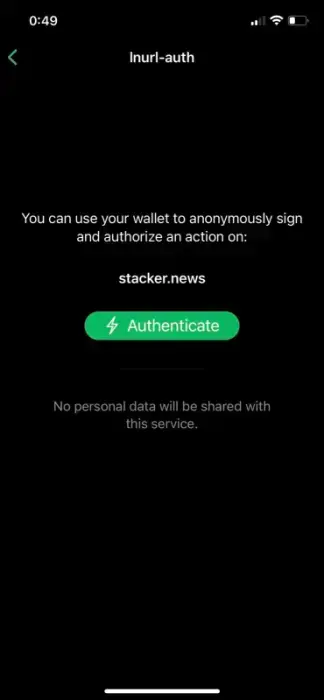 0:49
lnurl-auth
You can use your wallet to anonymously sign
and authorize an action on:
stacker.news
Authenticate
No personal data will be shared with
this service.